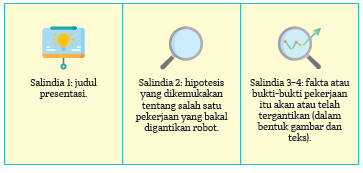 Salindia 1: judul
presentasi.
Salindia 2: hipotesis
yang dikemukakan
tentang salah satu
pekerjaan yang bakal
digantikan robot.
Salindia 3-4: fakta atau
bukti-bukti pekerjaan
itu akan atau telah
tergantikan (dalam
bentuk gambar dan
teks).